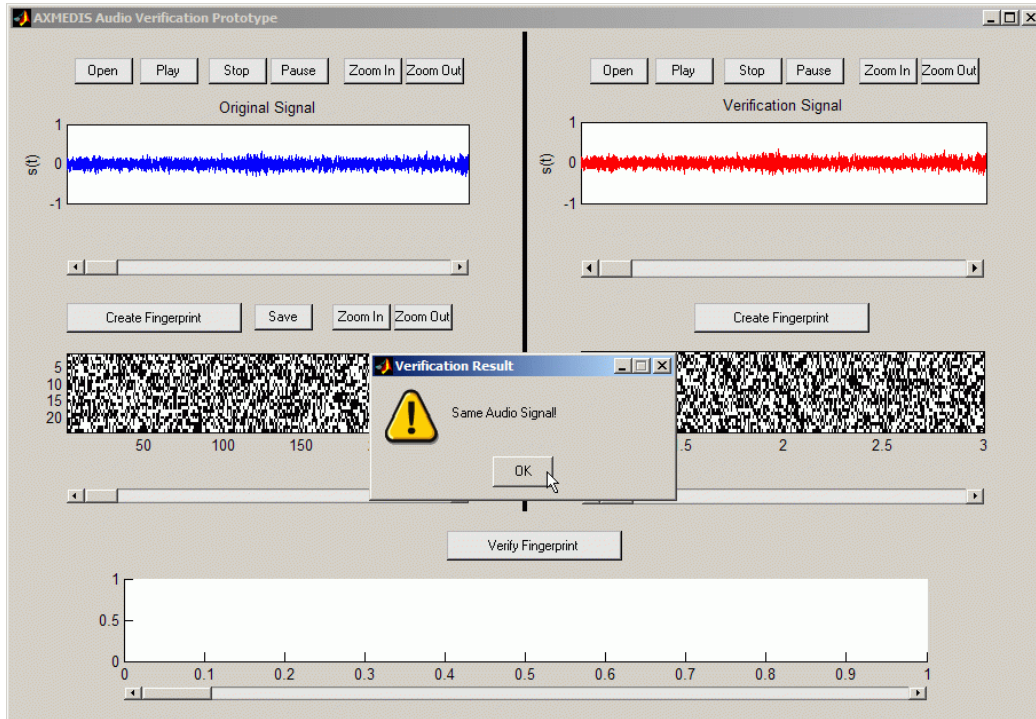 AXMEDIS Audio Verification Prototype
Open Play Stop Pause Zoom In Zoom Out
Original Signal
1
0
-1
s(t)
Create Fingerprint Save Zoom In Zoom Out
5
10
15
20
50 100 150
Open Play Stop Pause Zoom In Zoom Out
Verification Signal
1
0
-1
s(t)
Create Fingerprint
.5 2 2.5 3
Verification Result
Same Audio Signal!
OK
Verify Fingerprint
1
0.5
0
0 0.1 0.2 0.3 0.4 0.5 0.6 0.7 0.8 0.9 1